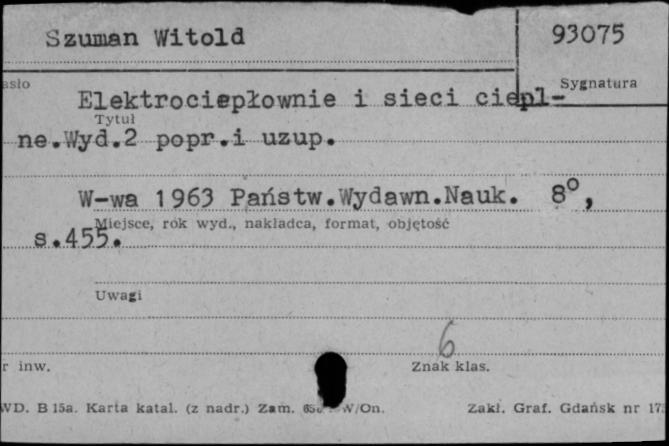 Szuman Witold 93075
asło Sygnatura
Elektrociepłownie i sieci ciepl-
Tytuł
ne.Wyd.2 popr.i uzup.
W-wa 1963 Państw.Wydawn.Nauk. 8°,
Miejsce, rok wyd., nakładca, format, objętość
s.455.
Uwagi
6
r inw. Znak klas.
WD. B 15a. Karta katal. (z nadr.) Zam. W/On. Zakł. Graf. Gdańsk nr 17